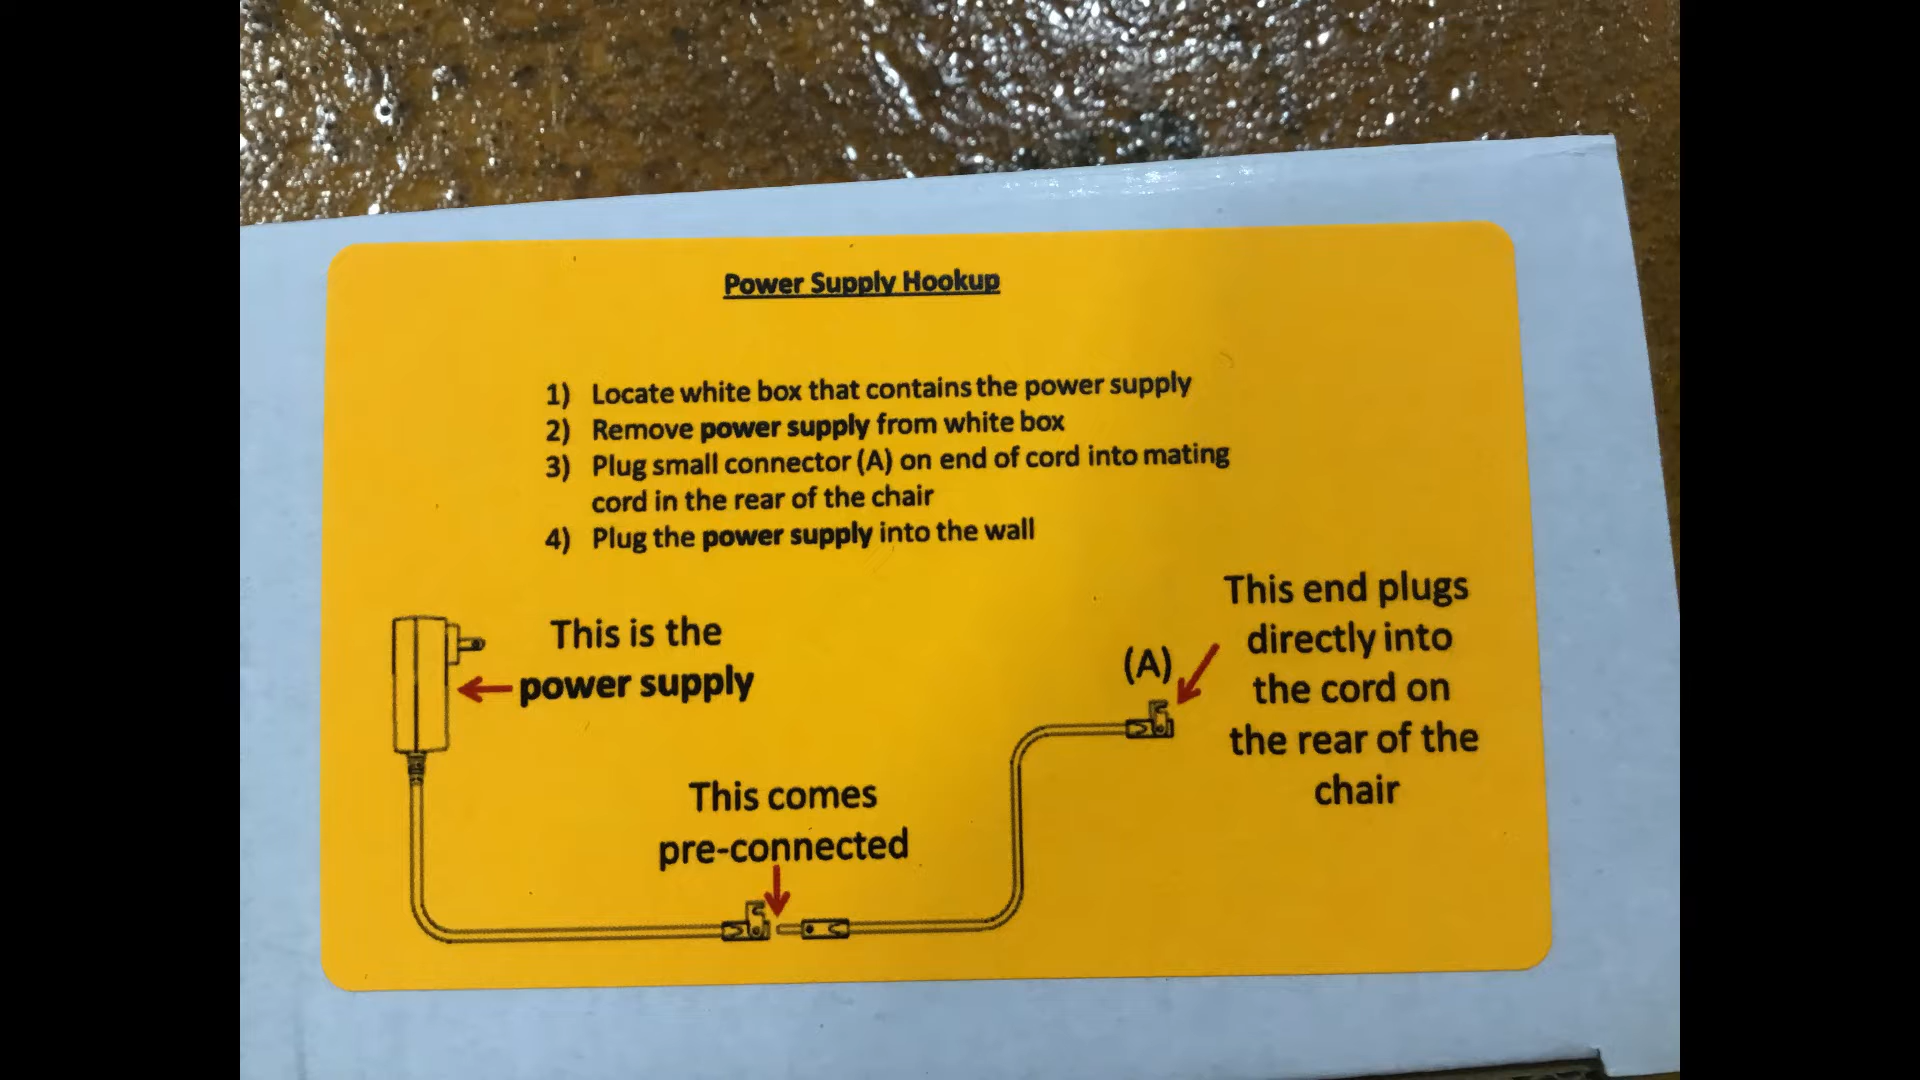 Power Supply Hookup
1) Locate white box that contains the power supply
2) Remove power supply from white box
3) Plug small connector (A) on end of cord into mating
cord in the rear of the chair
4) Plug the power supply into the wall
This is the
power supply
This comes
pre-connected
(A)
This end plugs
directly into
the cord on
the rear of the
chair